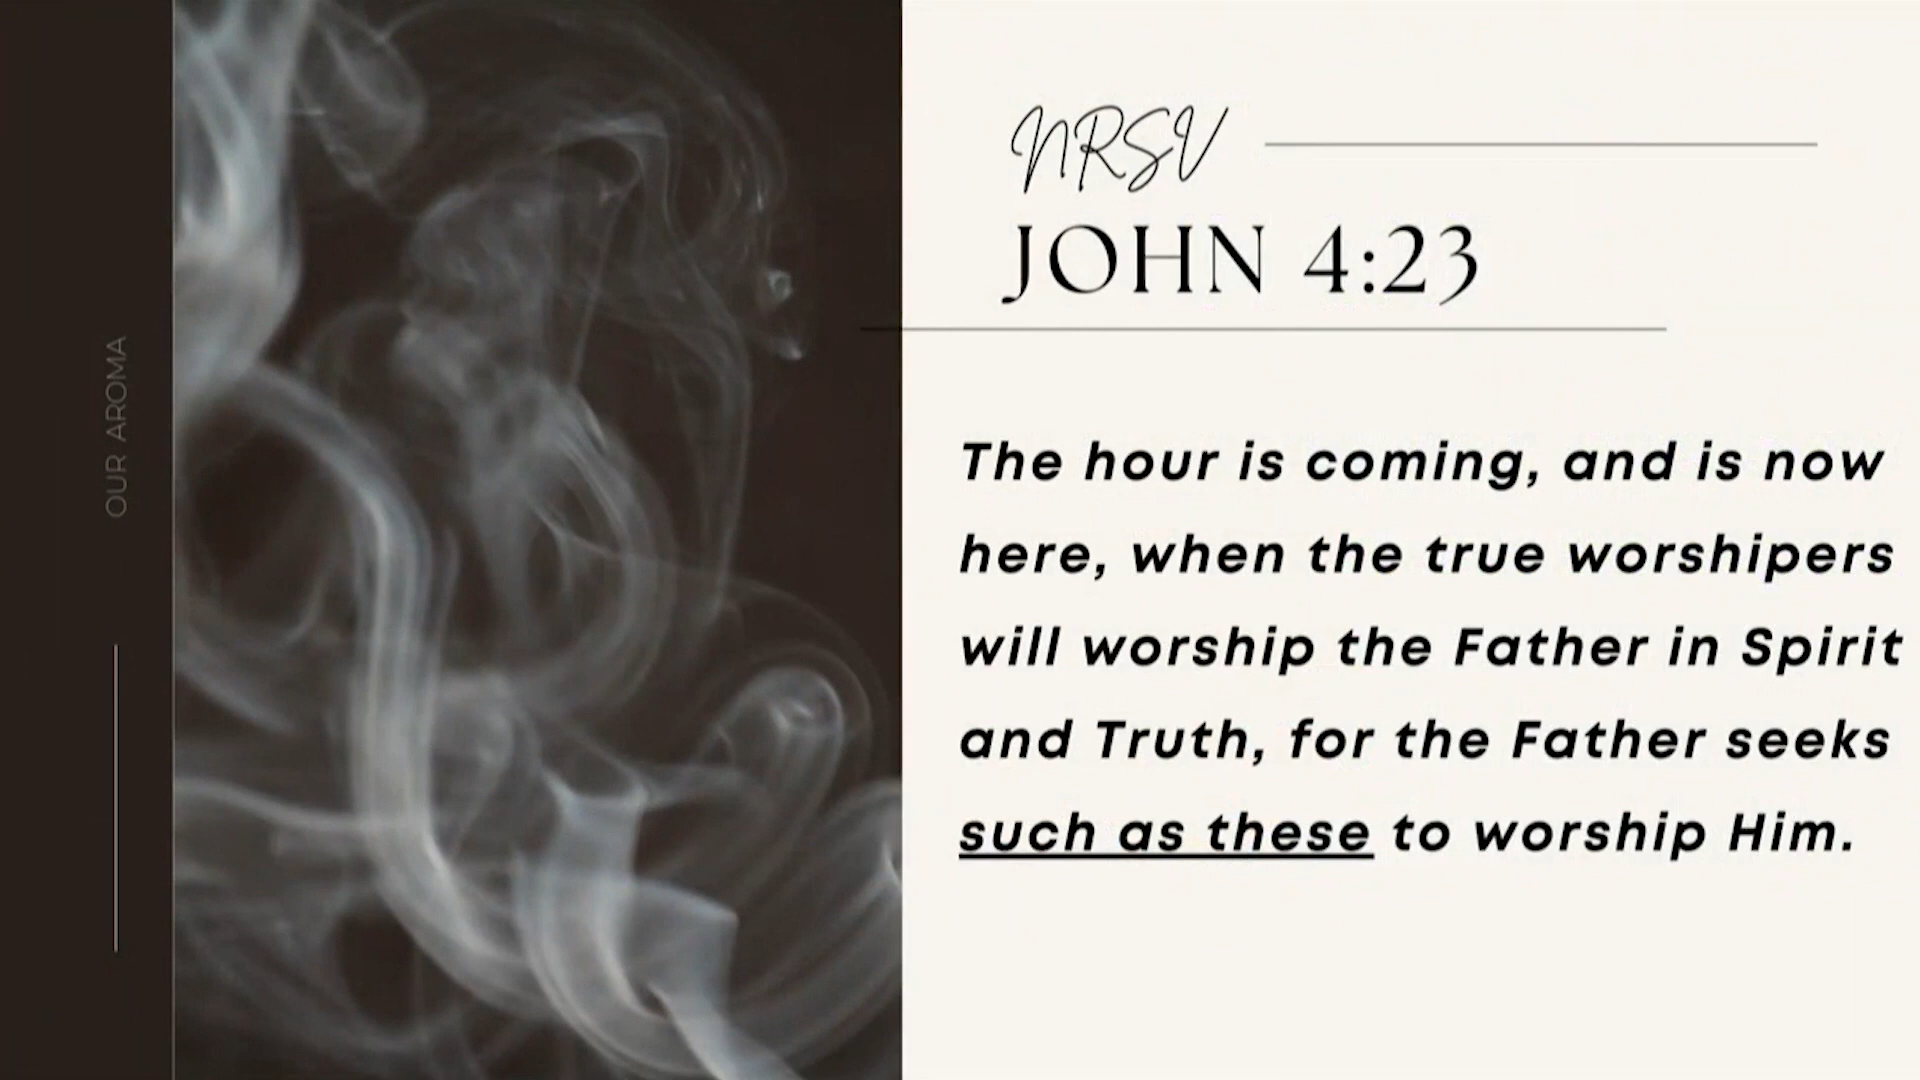 OUR AROMA
NRSV
JOHN 4:23
The hour is coming, and is now
here, when the true worshipers
will worship the Father in Spirit
and Truth, for the Father seeks
such as these to worship Him.